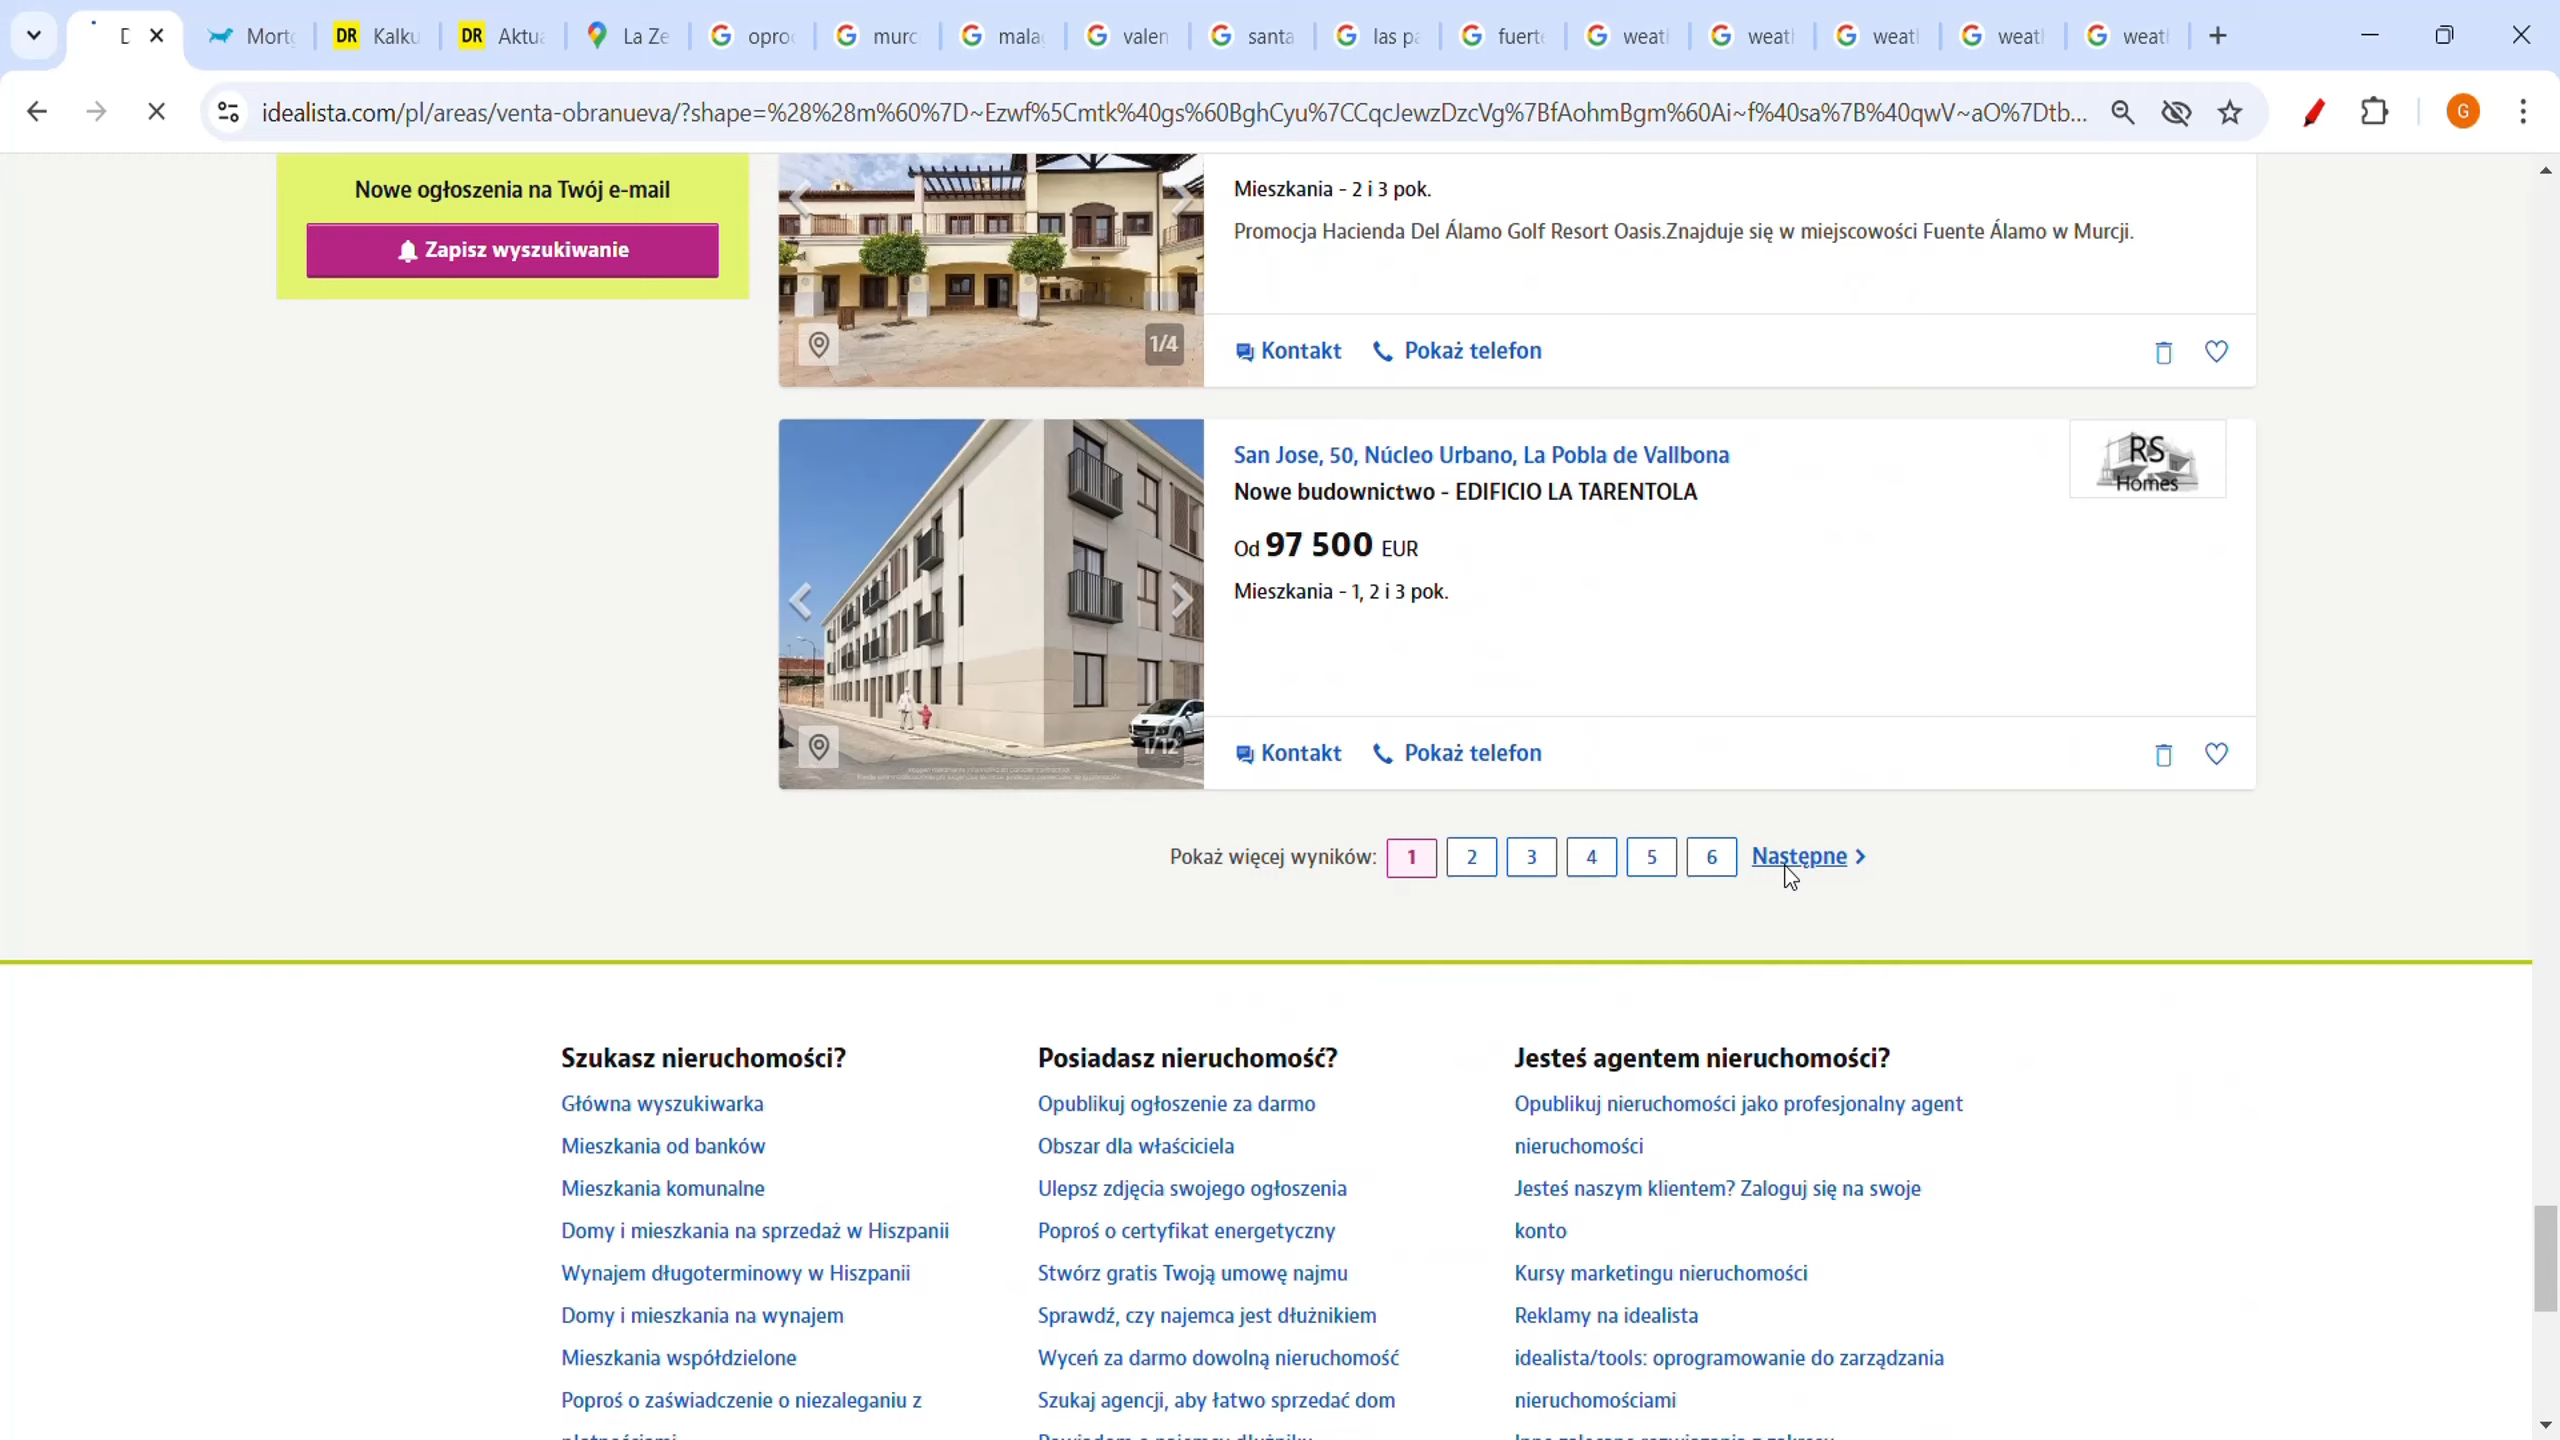 D
Mort
DR Kalku
DR Aktua
La Ze
opro
murc
mala
valen
santa
las pa
fuert
weat
weat
weat
weat
weat
idealista.com/pl/areas/venta-obranueva/?shape=%28%28m%60%7D~Ezwf%5Cmtk%40gs%60BghCyu%7CCqcJewzDzcVg%7BfAohmBgm%60Ai~f%40sa%7B%40qwV~aO%7Dtb...
G
Nowe ogłoszenia na Twój e-mail
Zapisz wyszukiwanie
Mieszkania - 2 i 3 pok.
Promocja Hacienda Del Álamo Golf Resort Oasis.Znajduje się w miejscowości Fuente Álamo w Murcji.
1/4
Kontakt
Pokaż telefon
San Jose, 50, Núcleo Urbano, La Pobla de Vallbona
Nowe budownictwo - EDIFICIO LA TARENTOLA
RS
Homes
Od 97 500 EUR
Mieszkania - 1, 2 i 3 pok.
1/12
Kontakt
Pokaż telefon
Pokaż więcej wyników: 1 2 3 4 5 6 Następne
Szukasz nieruchomości?
Główna wyszukiwarka
Mieszkania od banków
Mieszkania komunalne
Domy i mieszkania na sprzedaż w Hiszpanii
Wynajem długoterminowy w Hiszpanii
Domy i mieszkania na wynajem
Mieszkania współdzielone
Poproś o zaświadczenie o niezaleganiu z
płatnościami
Posiadasz nieruchomość?
Opublikuj ogłoszenie za darmo
Obszar dla właściciela
Ulepsz zdjęcia swojego ogłoszenia
Poproś o certyfikat energetyczny
Stwórz gratis Twoją umowę najmu
Sprawdź, czy najemca jest dłużnikiem
Wyceń za darmo dowolną nieruchomość
Szukaj agencji, aby łatwo sprzedać dom
Jesteś agentem nieruchomości?
Opublikuj nieruchomości jako profesjonalny agent
nieruchomości
Jesteś naszym klientem? Zaloguj się na swoje
konto
Kursy marketingu nieruchomości
Reklamy na idealista
idealista/tools: oprogramowanie do zarządzania
nieruchomościami